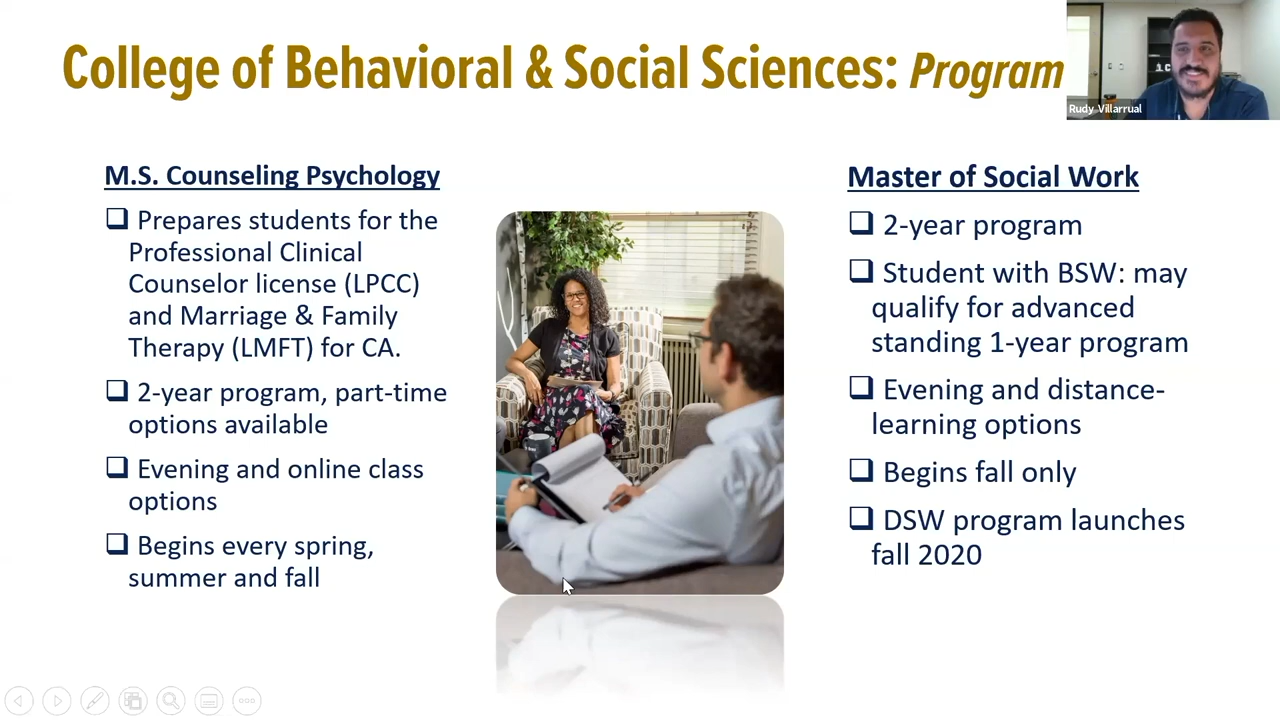 College of Behavioral & Social Sciences: Program
Rudy Villarrual
M.S. Counseling Psychology
Prepares students for the
Professional Clinical
Counselor license (LPCC)
and Marriage & Family
Therapy (LMFT) for CA.
2-year program, part-time
options available
Evening and online class
options
Begins every spring,
summer and fall
Master of Social Work
2-year program
Student with BSW: may
qualify for advanced
standing 1-year program
Evening and distance-
learning options
Begins fall only
DSW program launches
fall 2020